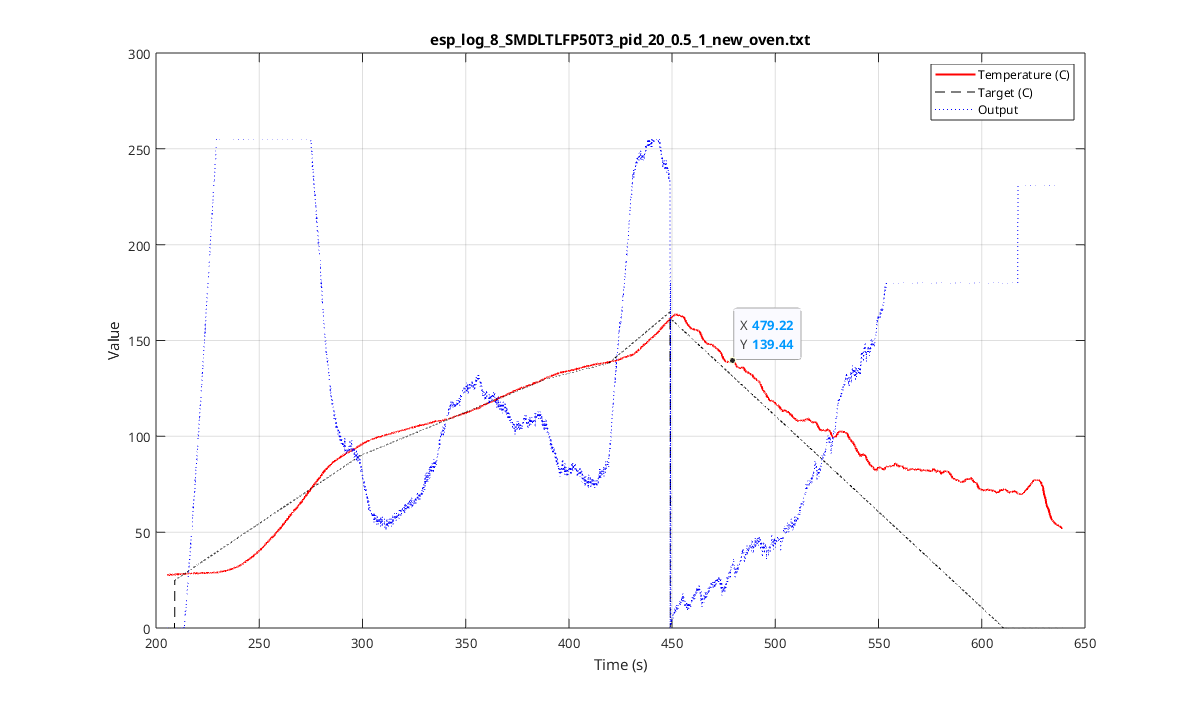 esp_log_8_SMDLTLFP50T3_pid_20_0.5_1_new_oven.txt
300
250
200
150
100
50
0
Value
Temperature (C)
Target (C)
Output
X 479.22
Y 139.44
200 250 300 350 400 450 500 550 600 650
Time (s)